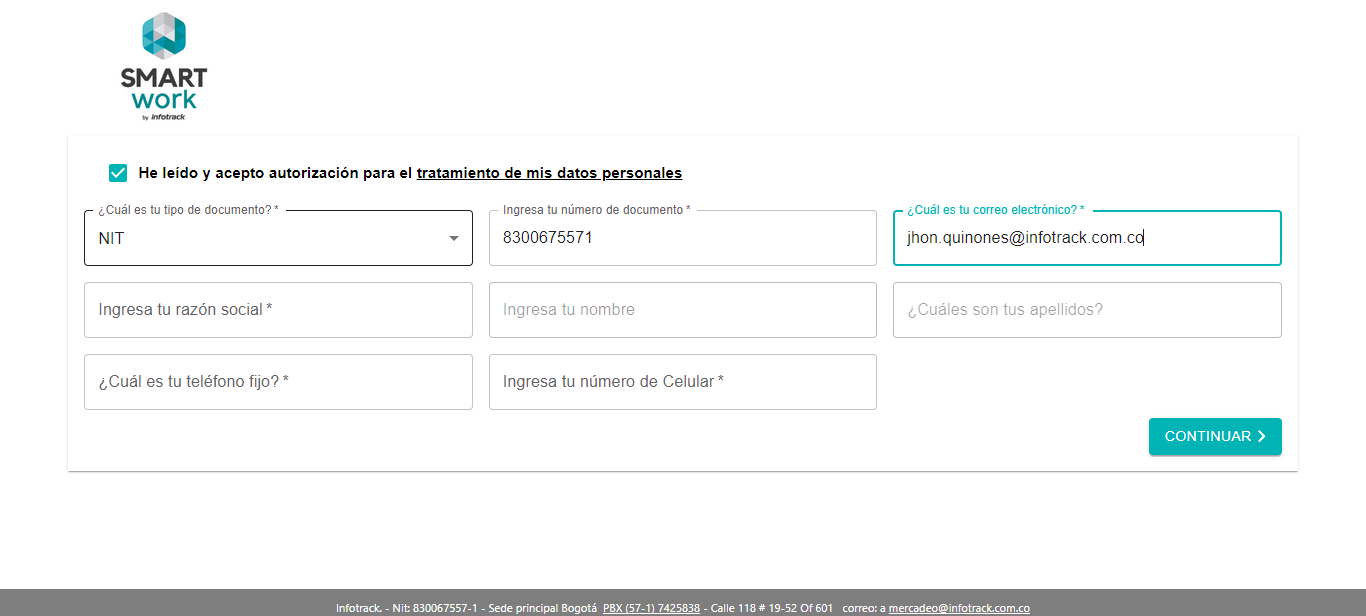 SMART
work
by infotrack
He leído y acepto autorización para el tratamiento de mis datos personales
¿Cuál es tu tipo de documento? *
NIT
Ingresa tu número de documento *
8300675571
¿Cuál es tu correo electrónico? *
jhon.quinones@infotrack.com.co
Ingresa tu razón social *
Ingresa tu nombre
¿Cuáles son tus apellidos?
¿Cuál es tu teléfono fijo? *
Ingresa tu número de Celular *
CONTINUAR
Infotrack. - Nit: 830067557-1 - Sede principal Bogotá PBX (57-1) 7425838 - Calle 118 # 19-52 Of 601 correo: a mercadeo@infotrack.com.co